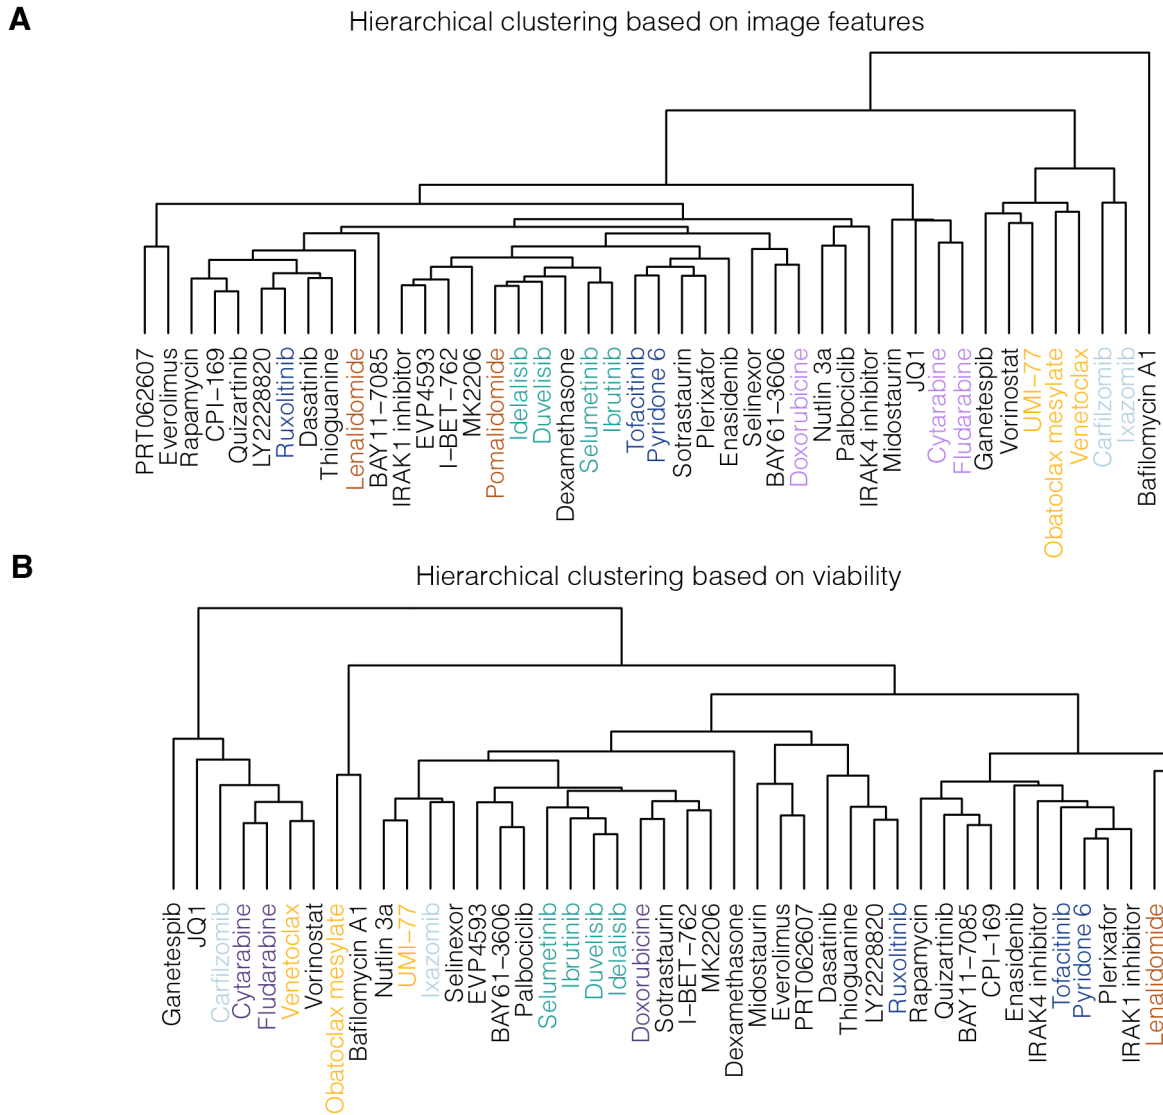 A
Hierarchical clustering based on image features
PRT062607
Everolimus
Rapamycin
CPI−169
Quizartinib
LY2228820
Ruxolitinib
Dasatinib
Thioguanine
Lenalidomide
BAY11−7085
IRAK1 inhibitor
EVP4593
I−BET−762
MK2206
Pomalidomide
Idelalisib
Duvelisib
Dexamethasone
Selumetinib
Ibrutinib
Tofacitinib
Pyridone 6
Sotrastaurin
Plerixafor
Enasidenib
Selinexor
BAY61−3606
Doxorubicine
Nutlin 3a
Palbociclib
IRAK4 inhibitor
Midostaurin
JQ1
Cytarabine
Fludarabine
Ganetespib
Vorinostat
UMI−77
Obatoclax mesylate
Venetoclax
Carfilzomib
Ixazomib
Bafilomycin A1
B
Hierarchical clustering based on viability
Ganetespib
JQ1
Carfilzomib
Cytarabine
Fludarabine
Venetoclax
Vorinostat
Obatoclax mesylate
Bafilomycin A1
Nutlin 3a
UMI−77
Ixazomib
Selinexor
EVP4593
BAY61−3606
Palbociclib
Selumetinib
Ibrutinib
Duvelisib
Idelalisib
Doxorubicine
Sotrastaurin
I−BET−762
MK2206
Dexamethasone
Midostaurin
Everolimus
PRT062607
Dasatinib
Thioguanine
LY2228820
Ruxolitinib
Rapamycin
Quizartinib
BAY11−7085
CPI−169
Enasidenib
IRAK4 inhibitor
Tofacitinib
Pyridone 6
Plerixafor
IRAK1 inhibitor
Lenalidomide